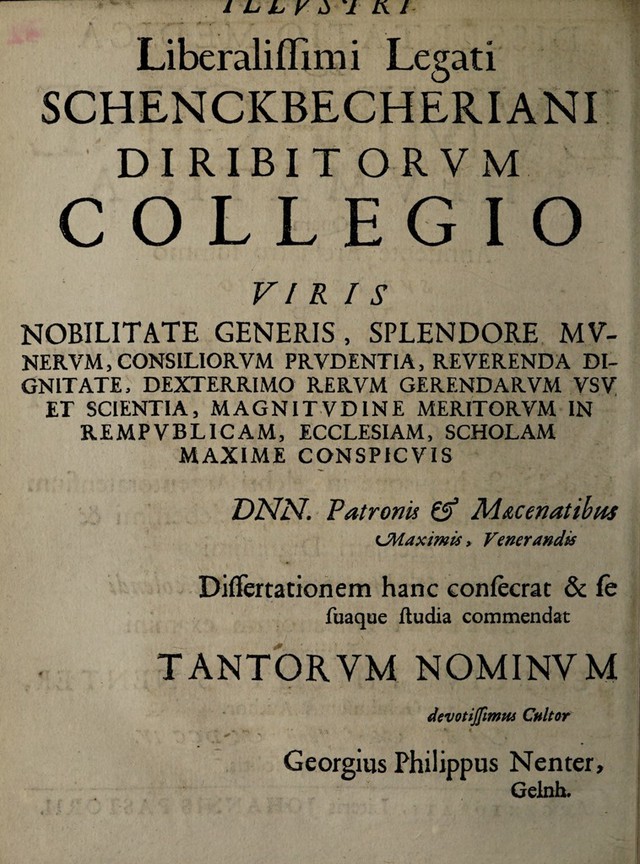 ILLVSTRI
Liberaliſſimi Legati
SCHENCKBECHERIANI
DIRIBITORVM
COLLEGIO
VIRIS
NOBILITATE GENERIS, SPLENDORE MV-
NERVM, CONSILIORVM PRVDENTIA, REVERENDA DI-
GNITATE, DEXTERRIMO RERVM GERENDARVM VSV
ET SCIENTIA, MAGNITVDINE MERITORVM IN
REMPVBLICAM, ECCLESIAM, SCHOLAM
MAXIME CONSPICVIS
DNN. Patronis & Mæcenatibus
Maximis, Venerandis
Diſſertationem hanc conſecrat & ſe
ſuaque ſtudia commendat
TANTORVM NOMINVM
devotiſſimus Cultor
Georgius Philippus Nenter,
Gelnh.